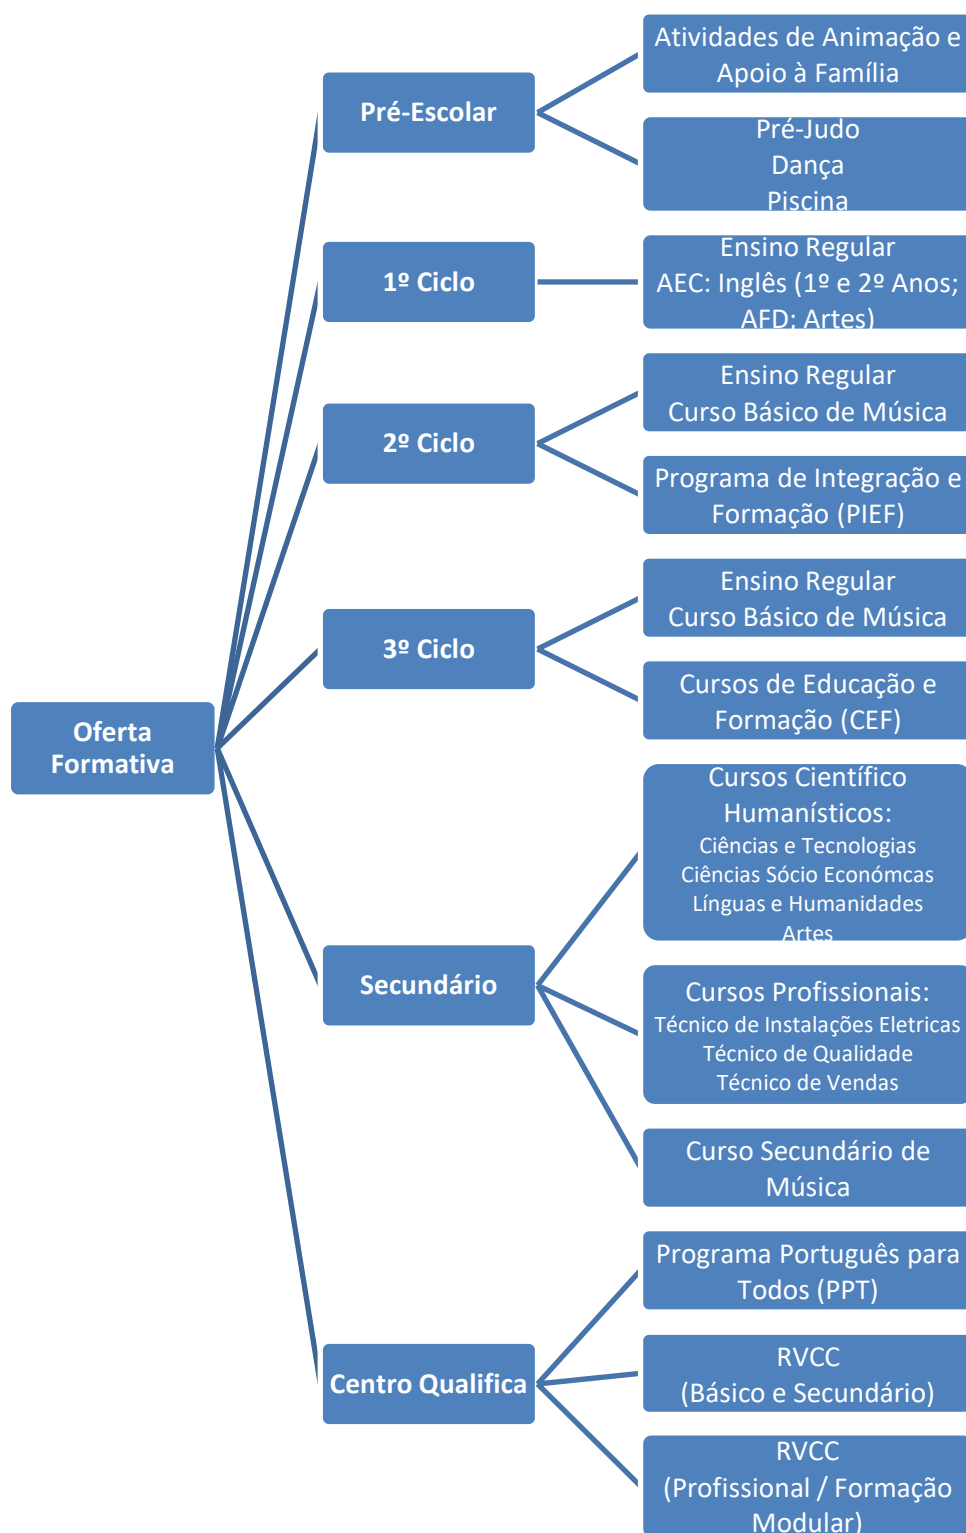 Oferta
Formativa
Pré-Escolar
Atividades de Animação e
Apoio à Família
Pré-Judo
Dança
Piscina
1º Ciclo
Ensino Regular
AEC: Inglês (1º e 2º Anos;
AFD; Artes)
2º Ciclo
Ensino Regular
Curso Básico de Música
Programa de Integração e
Formação (PIEF)
3º Ciclo
Ensino Regular
Curso Básico de Música
Cursos de Educação e
Formação (CEF)
Secundário
Cursos Científico
Humanísticos:
Ciências e Tecnologias
Ciências Sócio Económcas
Línguas e Humanidades
Artes
Cursos Profissionais:
Técnico de Instalações Eletricas
Técnico de Qualidade
Técnico de Vendas
Curso Secundário de
Música
Centro Qualifica
Programa Português para
Todos (PPT)
RVCC
(Básico e Secundário)
RVCC
(Profissional / Formação
Modular)